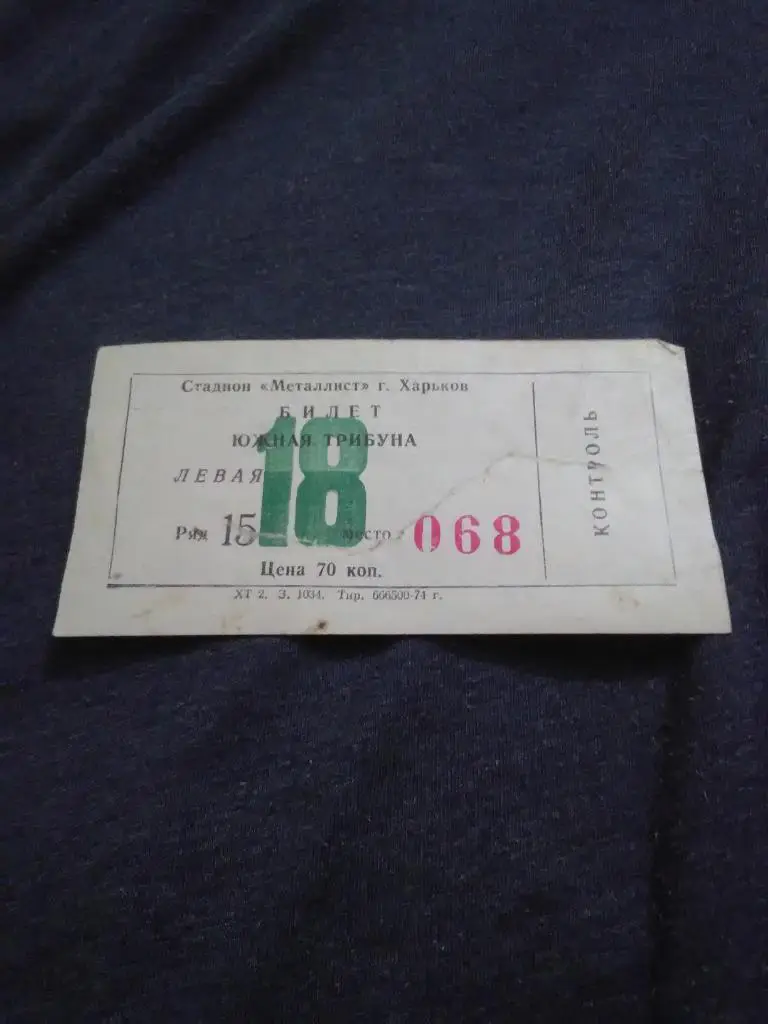 Стадион «Металлист» г. Харьков
БИЛЕТ
ЮЖНАЯ ТРИБУНА
ЛЕВАЯ
18
Ряд 15 место 068
Цена 70 коп.
ХТ 2. З. 1034. Тир. 666500-74 г.
КОНТРОЛЬ